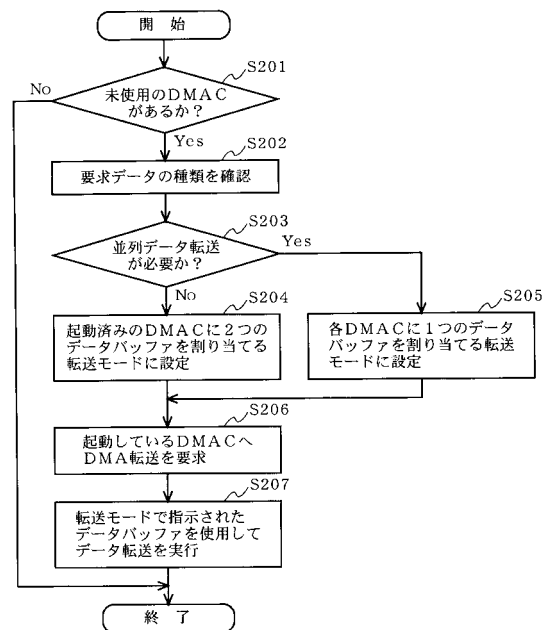 開 始
S201
No
未使用のDMAC
があるか？
Yes
S202
要求データの種類を確認
S203
並列データ転送
が必要か？
Yes
No
S204
起動済みのDMACに2つの
データバッファを割り当てる
転送モードに設定
S205
各DMACに1つのデータ
バッファを割り当てる転送
モードに設定
S206
起動しているDMACへ
DMA転送を要求
S207
転送モードで指示された
データバッファを使用して
データ転送を実行
終 了